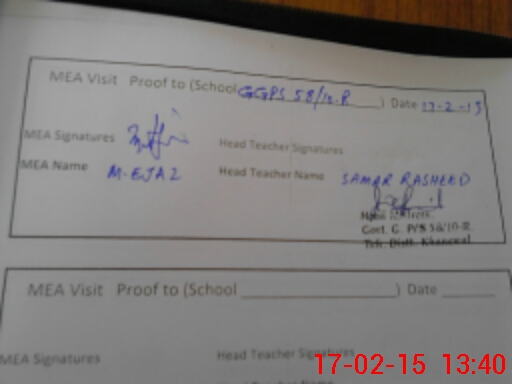 MEA Visit Proof to (School GGPS 58/10.R ) Date 17-2-15
MEA Signatures Head Teacher Signatures
MEA Name M-EJAZ Head Teacher Name SAMAR RASHEED
Govt. G. P/S 58/10-R.
Teh. Distt. Khanewal
MEA Visit Proof to (School ) Date
MEA Signatures Head Teacher Signatures
17-02-15 13:40